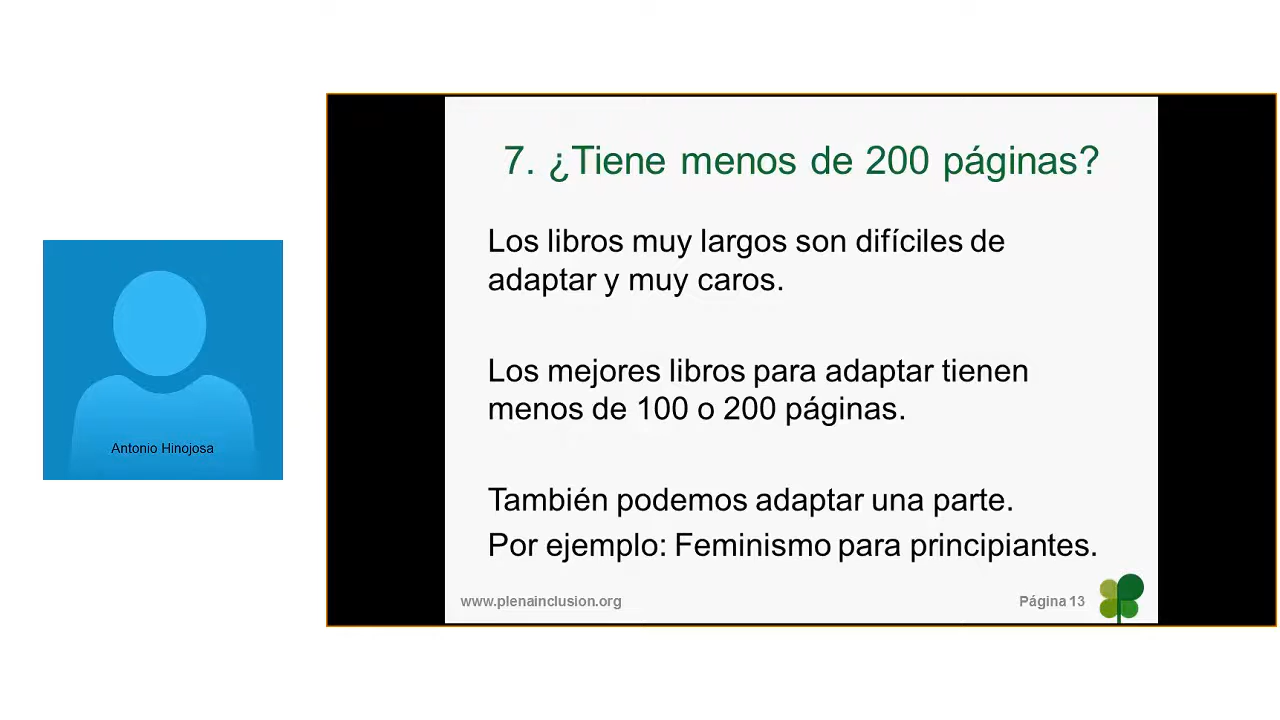 Antonio Hinojosa
7. ¿Tiene menos de 200 páginas?
Los libros muy largos son difíciles de
adaptar y muy caros.
Los mejores libros para adaptar tienen
menos de 100 o 200 páginas.
También podemos adaptar una parte.
Por ejemplo: Feminismo para principiantes.
www.plenainclusion.org
Página 13